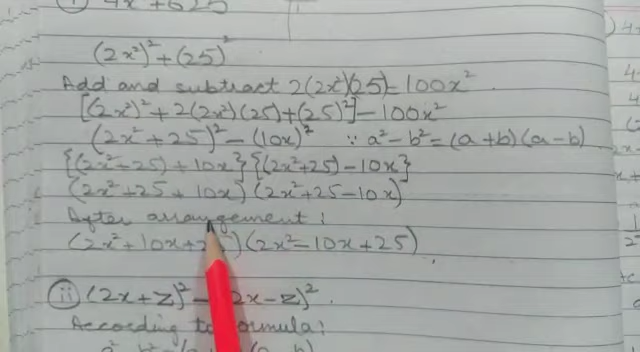 i) 4x⁴+625
(2x²)²+(25)²
Add and subtract 2(2x²)(25)=100x²
[(2x²)²+2(2x²)(25)+(25)²]-100x²
(2x²+25)²-(10x)² ∵ a²-b²=(a+b)(a-b)
{(2x²+25)+10x}{(2x²+25)-10x}
(2x²+25+10x)(2x²+25-10x)
After arrangement:
(2x²+10x+25)(2x²-10x+25)
ii) (2x+z)²-(2x-z)²
According to formula: